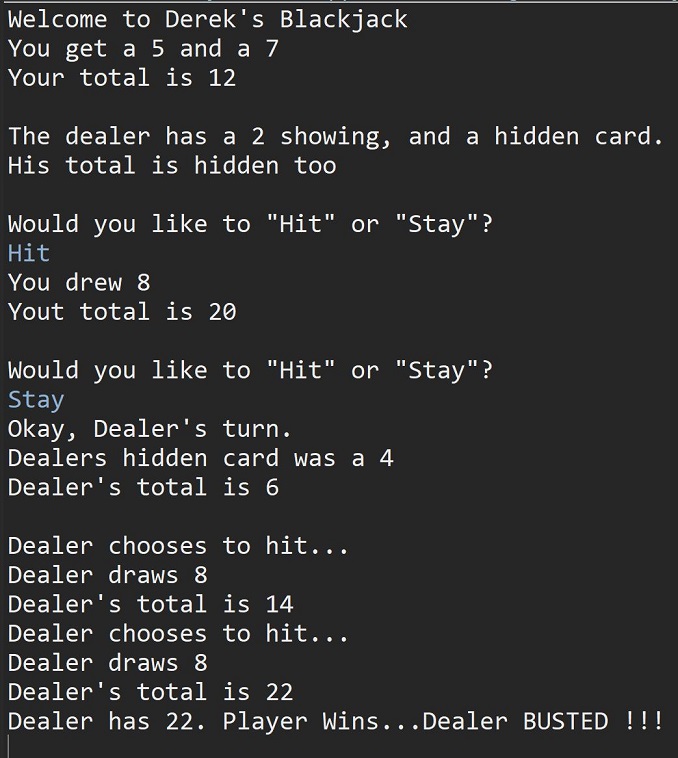 Welcome to Derek's Blackjack
You get a 5 and a 7
Your total is 12
The dealer has a 2 showing, and a hidden card.
His total is hidden too
Would you like to "Hit" or "Stay"?
Hit
You drew 8
Yout total is 20
Would you like to "Hit" or "Stay"?
Stay
Okay, Dealer's turn.
Dealers hidden card was a 4
Dealer's total is 6
Dealer chooses to hit...
Dealer draws 8
Dealer's total is 14
Dealer chooses to hit...
Dealer draws 8
Dealer's total is 22
Dealer has 22. Player Wins...Dealer BUSTED !!!